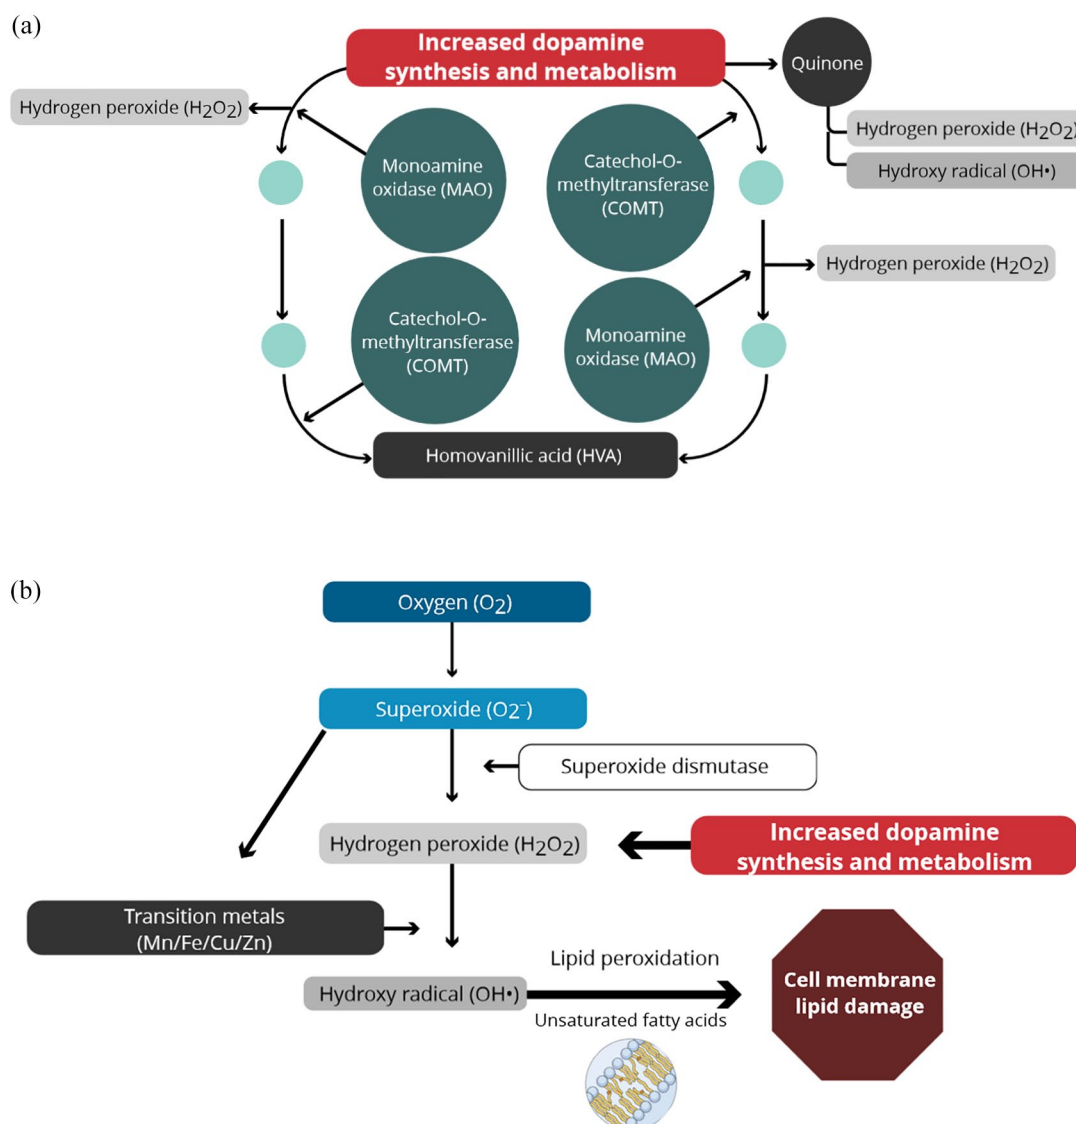 (a)
Increased dopamine
synthesis and metabolism
Quinone
Hydrogen peroxide (H₂O₂)
Hydrogen peroxide (H₂O₂)
Hydroxy radical (OH•)
Monoamine
oxidase (MAO)
Catechol-O-
methyltransferase
(COMT)
Hydrogen peroxide (H₂O₂)
Catechol-O-
methyltransferase
(COMT)
Monoamine
oxidase (MAO)
Homovanillic acid (HVA)
(b)
Oxygen (O₂)
Superoxide (O2⁻)
Superoxide dismutase
Hydrogen peroxide (H₂O₂)
Increased dopamine
synthesis and metabolism
Transition metals
(Mn/Fe/Cu/Zn)
Lipid peroxidation
Hydroxy radical (OH•)
Unsaturated fatty acids
Cell membrane
lipid damage